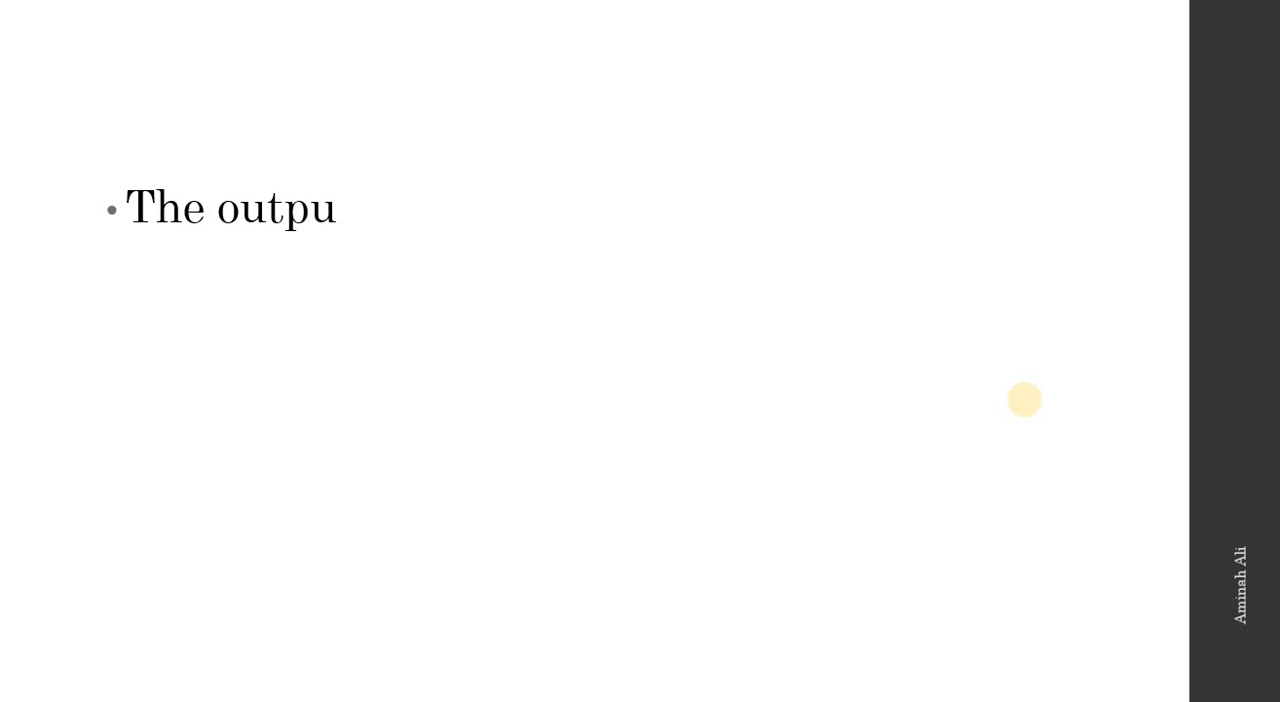 • The outpu
Aminah Ali